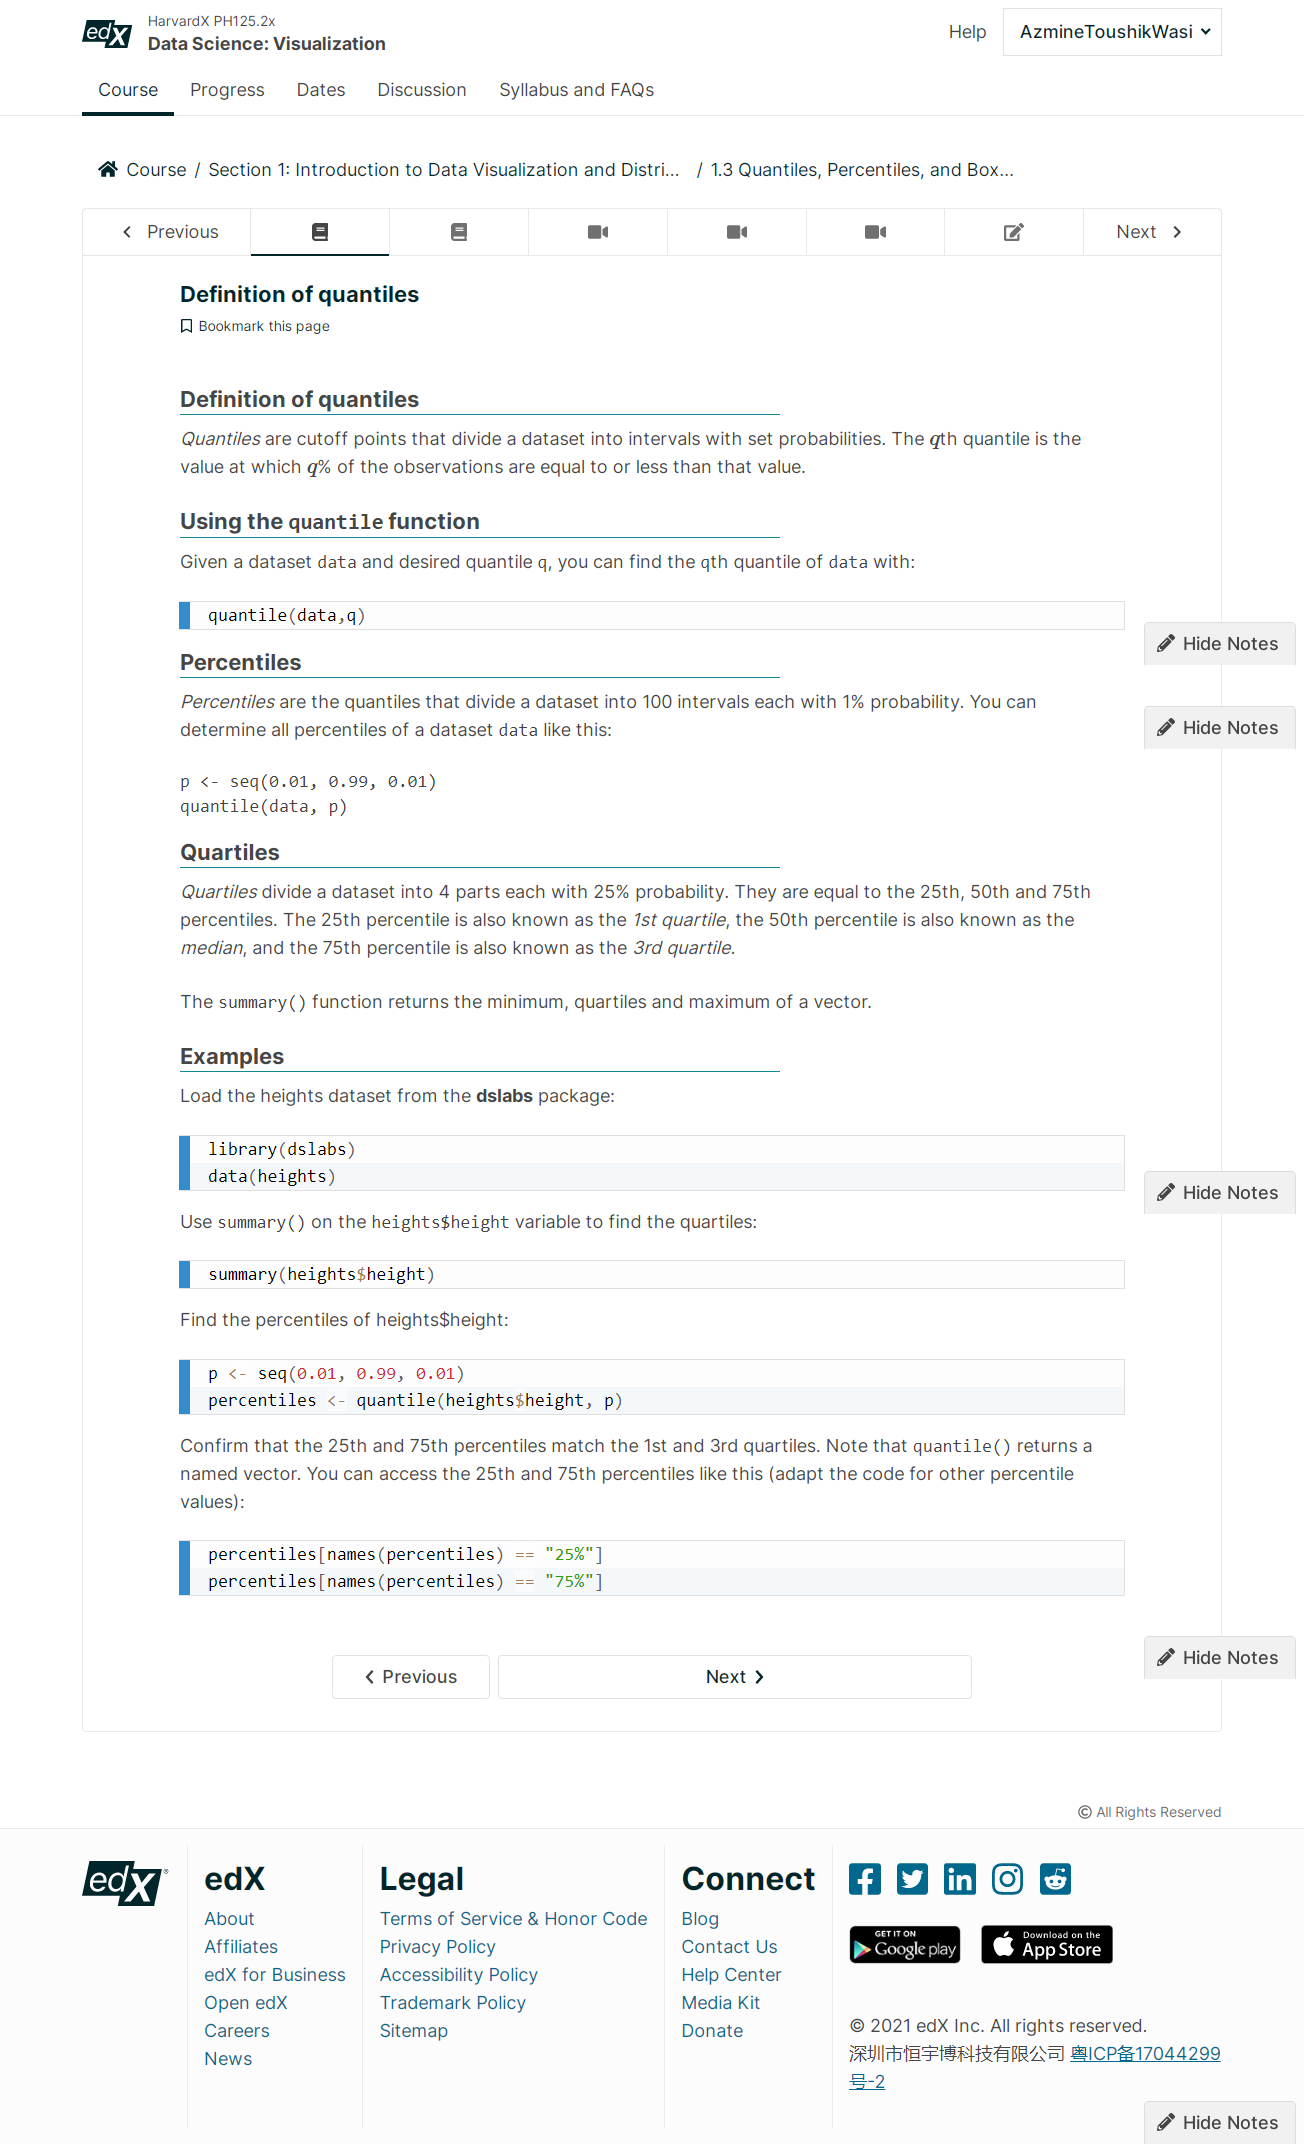 edX
HarvardX PH125.2x
Data Science: Visualization
Help
AzmineToushikWasi
Course
Progress
Dates
Discussion
Syllabus and FAQs
Course / Section 1: Introduction to Data Visualization and Distri... / 1.3 Quantiles, Percentiles, and Box...
Previous
Next
Definition of quantiles
Bookmark this page
Definition of quantiles
Quantiles are cutoff points that divide a dataset into intervals with set probabilities. The qth quantile is the
value at which q% of the observations are equal to or less than that value.
Using the quantile function
Given a dataset data and desired quantile q, you can find the qth quantile of data with:
quantile(data,q)
Hide Notes
Percentiles
Percentiles are the quantiles that divide a dataset into 100 intervals each with 1% probability. You can
determine all percentiles of a dataset data like this:
Hide Notes
p <- seq(0.01, 0.99, 0.01)
quantile(data, p)
Quartiles
Quartiles divide a dataset into 4 parts each with 25% probability. They are equal to the 25th, 50th and 75th
percentiles. The 25th percentile is also known as the 1st quartile, the 50th percentile is also known as the
median, and the 75th percentile is also known as the 3rd quartile.
The summary() function returns the minimum, quartiles and maximum of a vector.
Examples
Load the heights dataset from the dslabs package:
library(dslabs)
data(heights)
Hide Notes
Use summary() on the heights$height variable to find the quartiles:
summary(heights$height)
Find the percentiles of heights$height:
p <- seq(0.01, 0.99, 0.01)
percentiles <- quantile(heights$height, p)
Confirm that the 25th and 75th percentiles match the 1st and 3rd quartiles. Note that quantile() returns a
named vector. You can access the 25th and 75th percentiles like this (adapt the code for other percentile
values):
percentiles[names(percentiles) == "25%"]
percentiles[names(percentiles) == "75%"]
Hide Notes
Previous
Next
© All Rights Reserved
edX®
edX
About
Affiliates
edX for Business
Open edX
Careers
News
Legal
Terms of Service & Honor Code
Privacy Policy
Accessibility Policy
Trademark Policy
Sitemap
Connect
Blog
Contact Us
Help Center
Media Kit
Donate
GET IT ON
Google play
Download on the
App Store
© 2021 edX Inc. All rights reserved.
深圳市恒宇博科技有限公司 粤ICP备17044299
号-2
Hide Notes